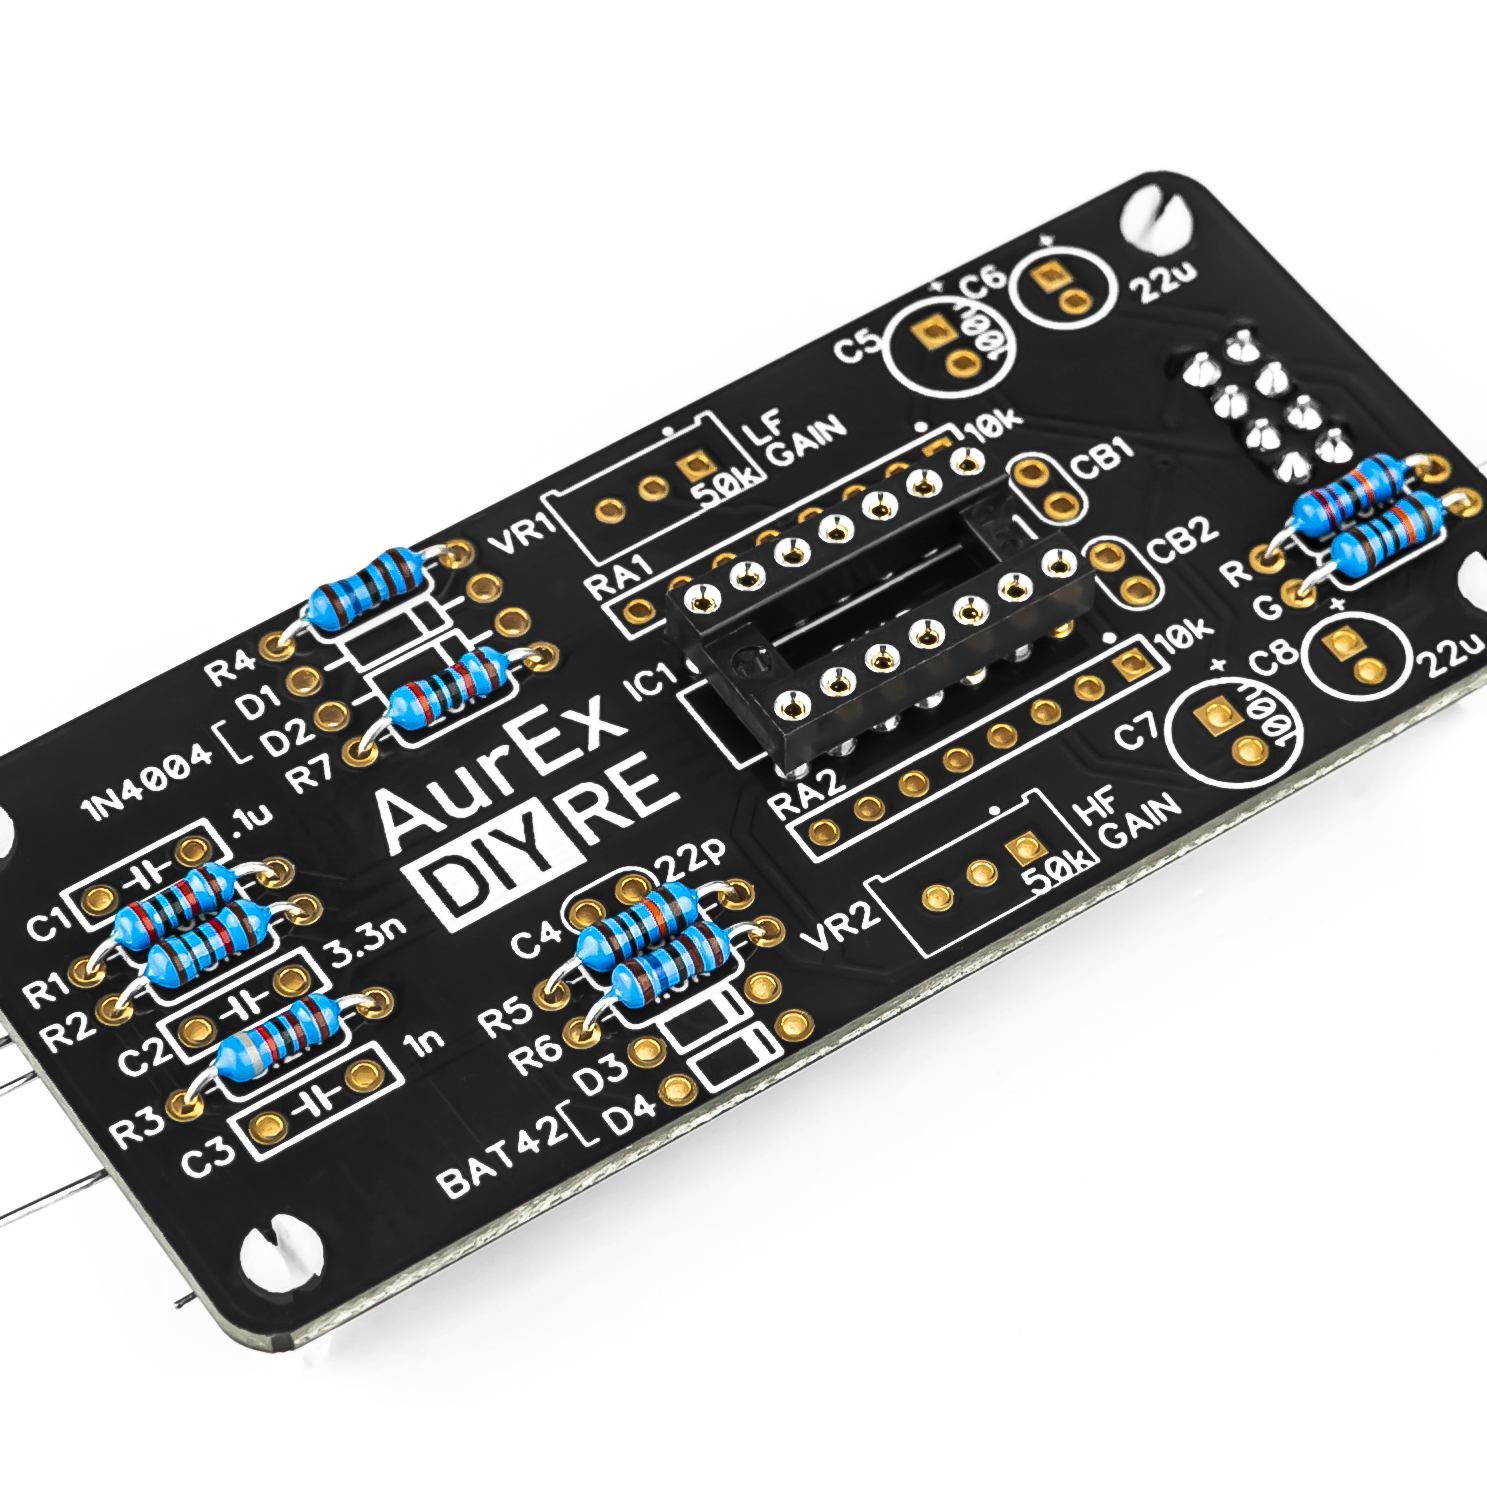 C6
22u
C5
100u
LF
GAIN
50k
VR1
10k
CB1
RA1
1
CB2
R
G
R4
D1
D2
1N4004
R7
IC1
10k
C8
22u
C7
100u
AurEx
DIY RE
RA2
HF
GAIN
50k
VR2
.1u
C1
R1
R2
3.3n
C2
22p
C4
R5
R6
D3
D4
BAT42
1n
R3
C3